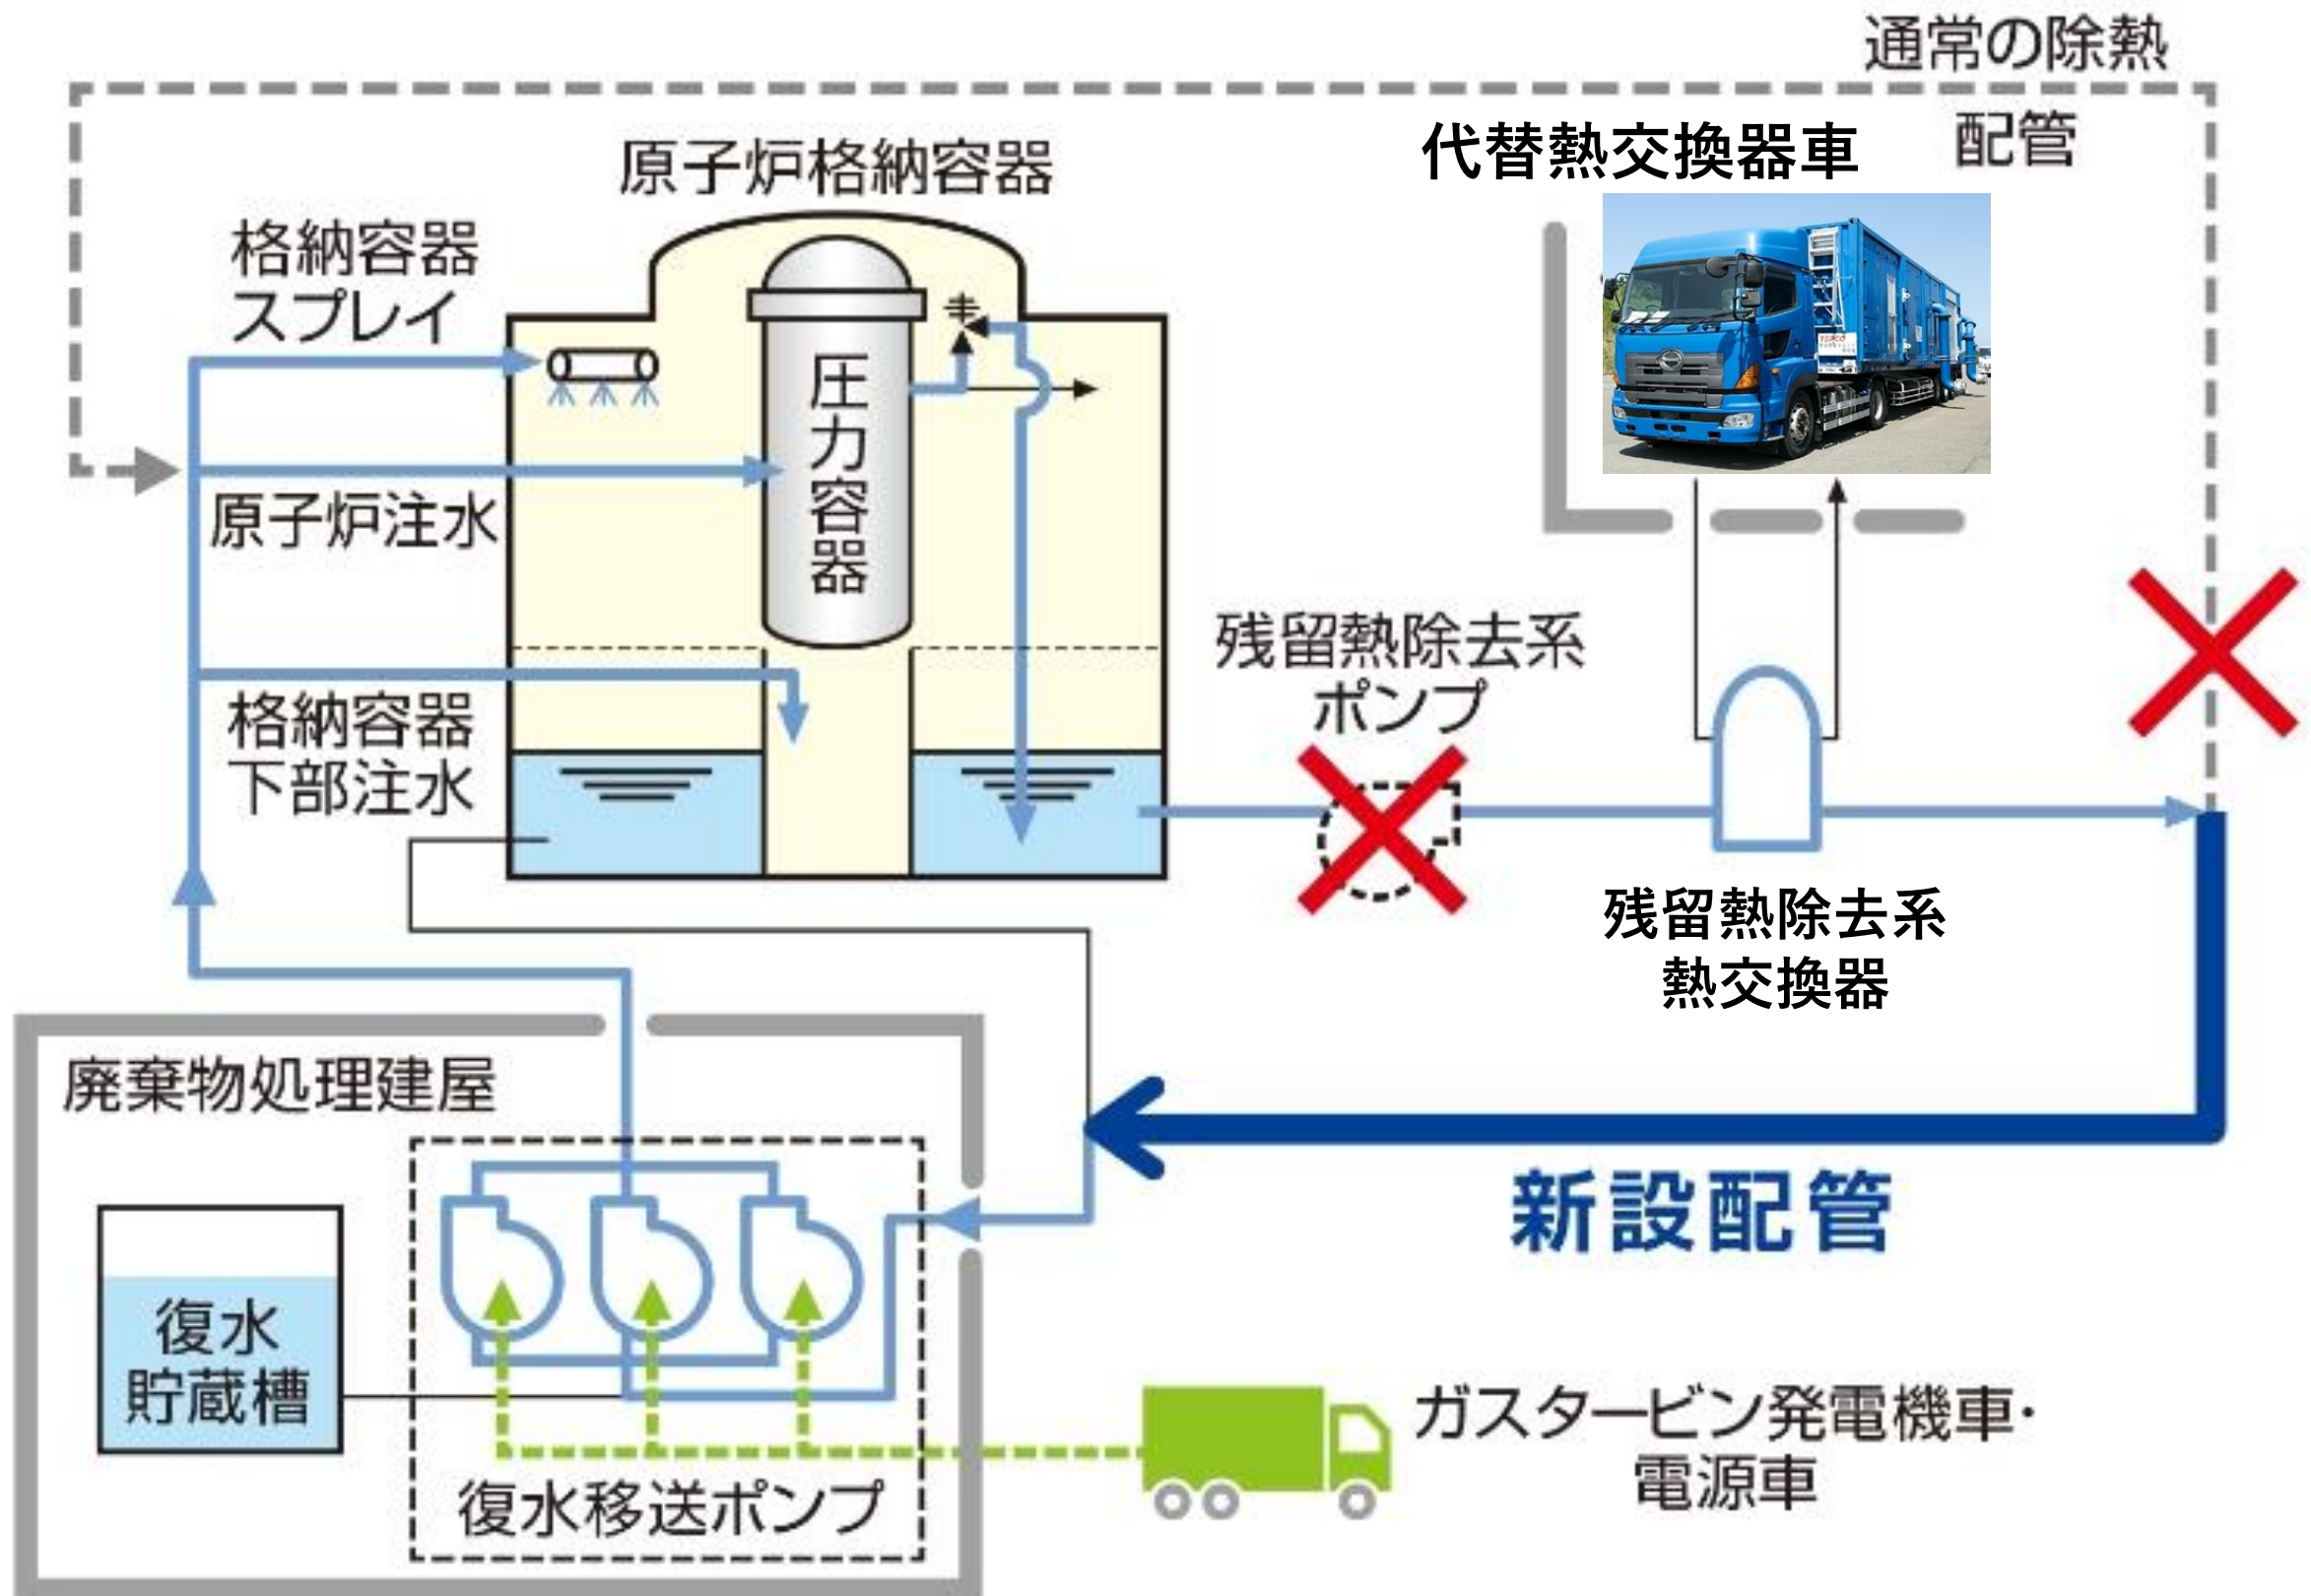 通常の除熱
配管
代替熱交換器車
原子炉格納容器
格納容器
スプレイ
圧力容器
TEPCO
原子炉注水
残留熱除去系
ポンプ
格納容器
下部注水
残留熱除去系
熱交換器
廃棄物処理建屋
新設配管
復水
貯蔵槽
ガスタービン発電機車・
電源車
復水移送ポンプ